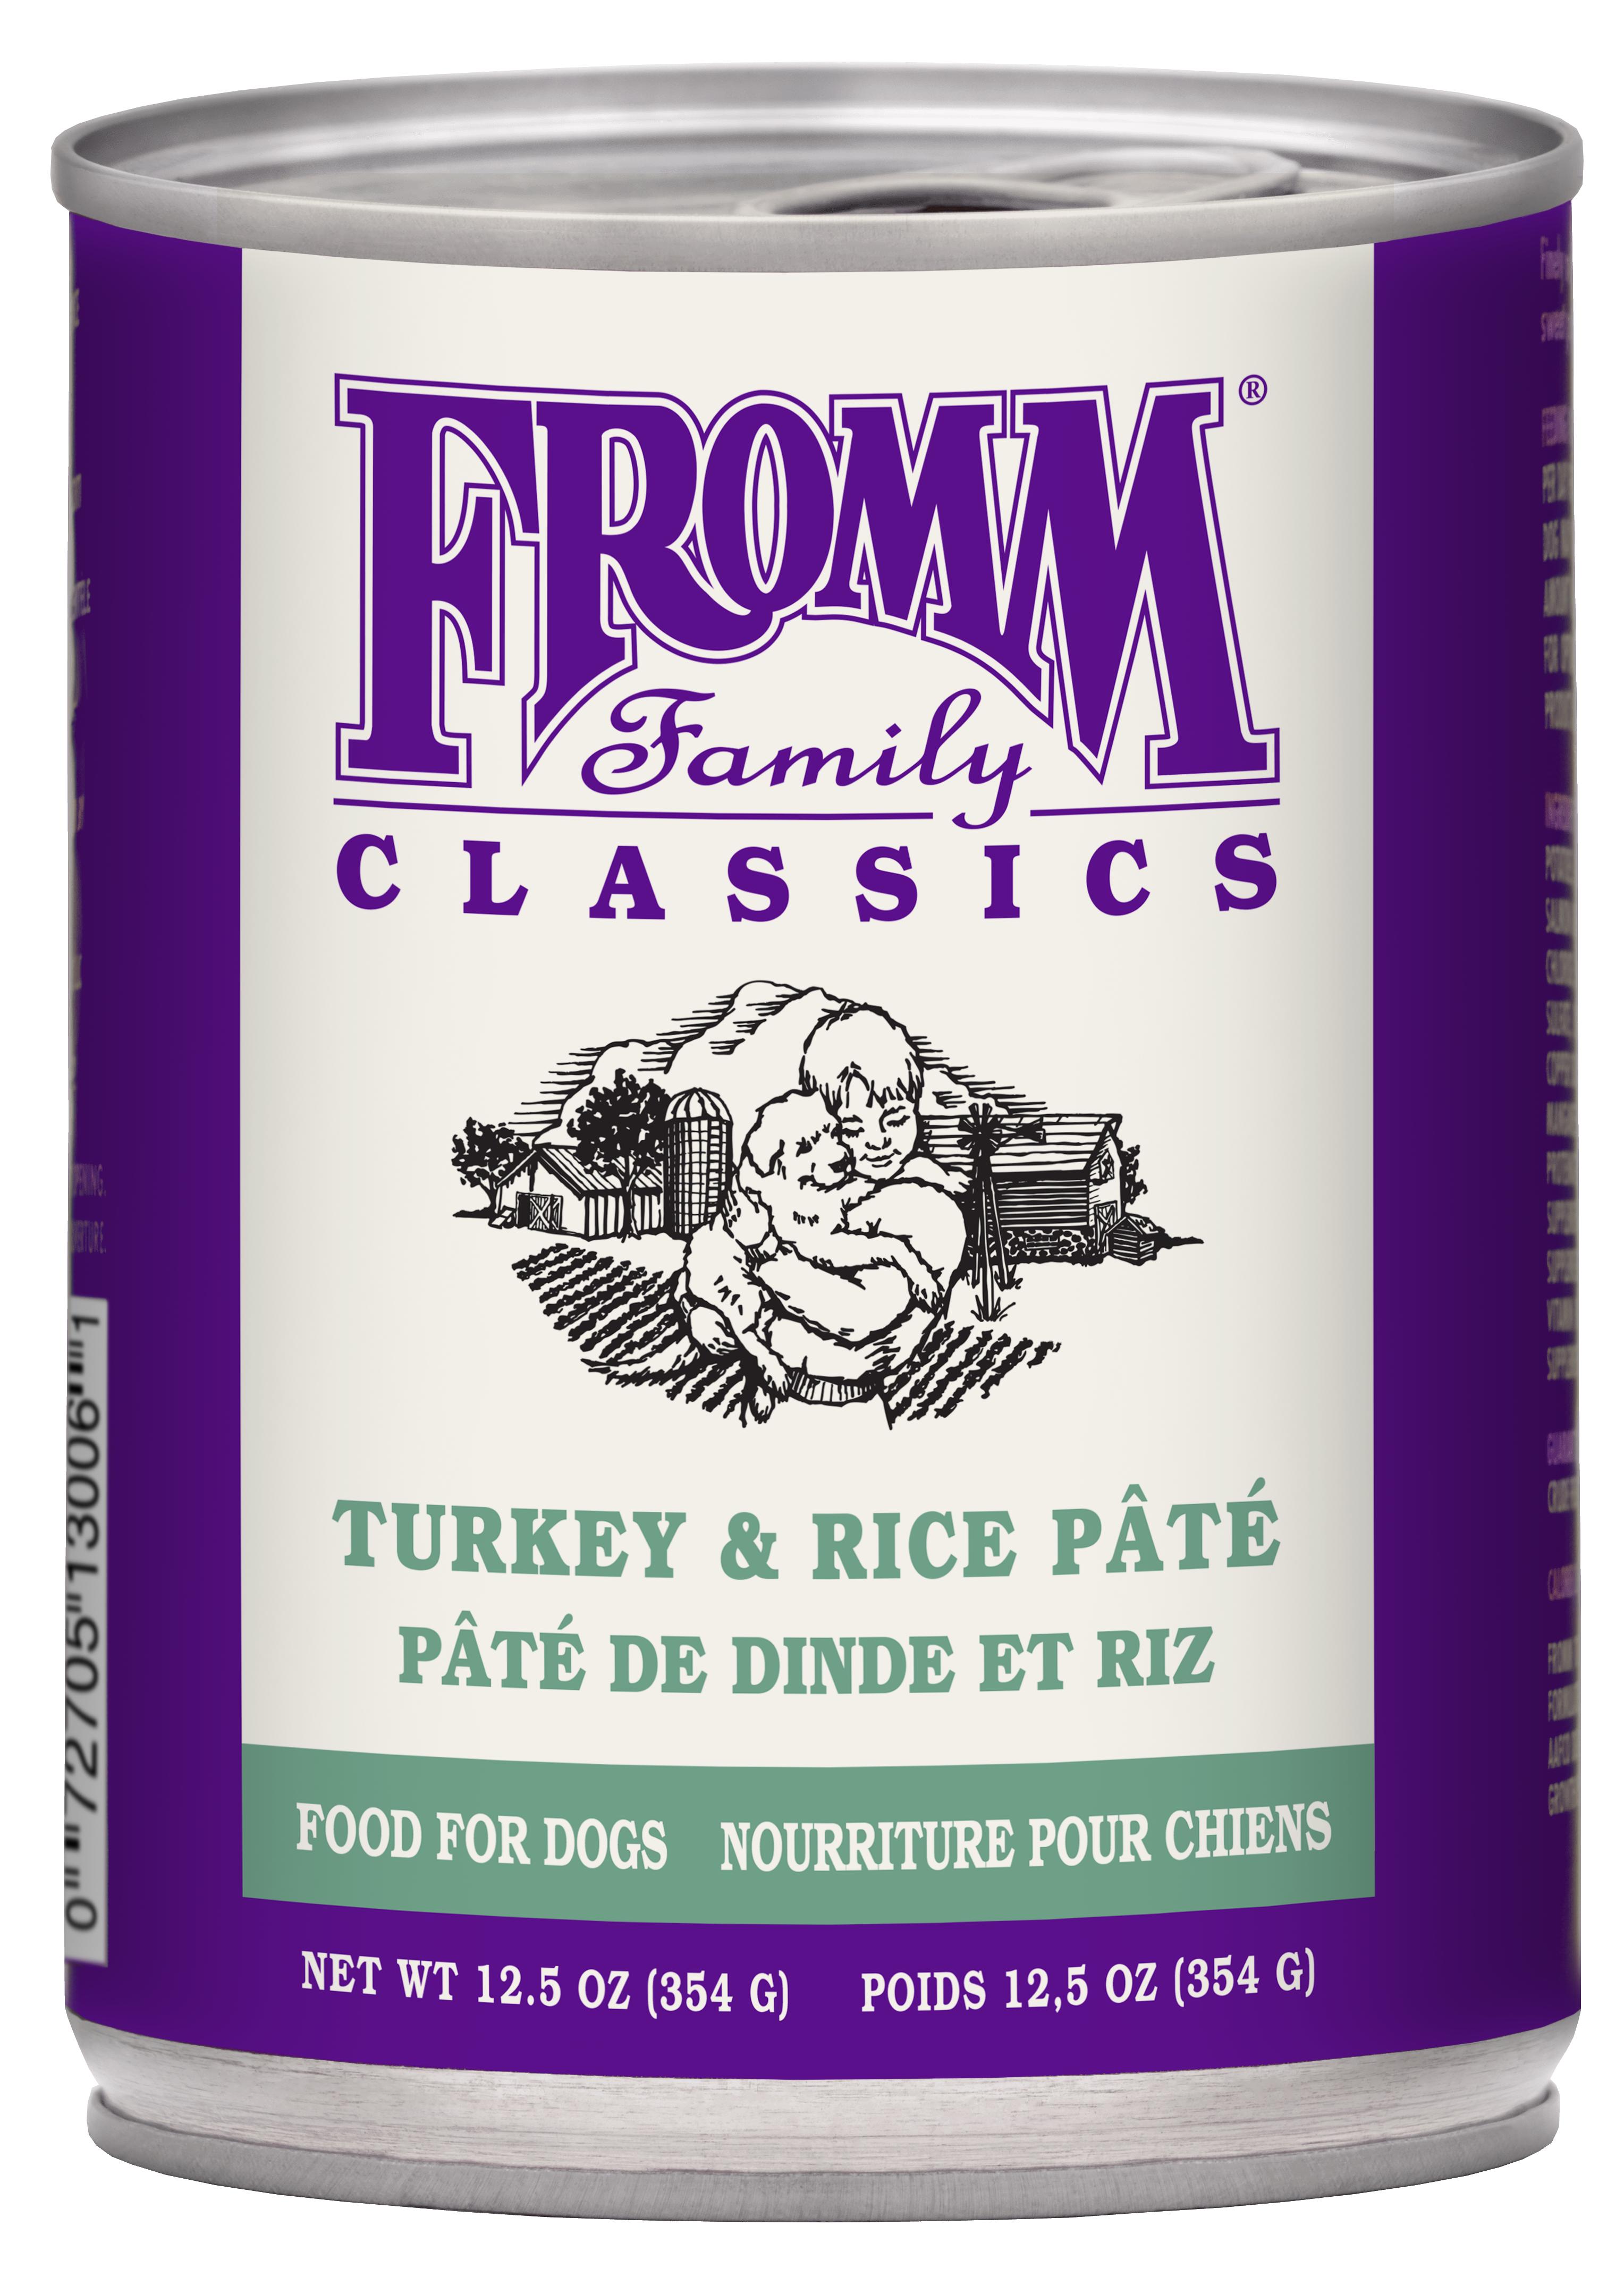 FROMM®
Family
CLASSICS
TURKEY & RICE PÂTÉ
PÂTÉ DE DINDE ET RIZ
FOOD FOR DOGS NOURRITURE POUR CHIENS
NET WT 12.5 OZ (354 G) POIDS 12,5 OZ (354 G)
0 72705 13006 1